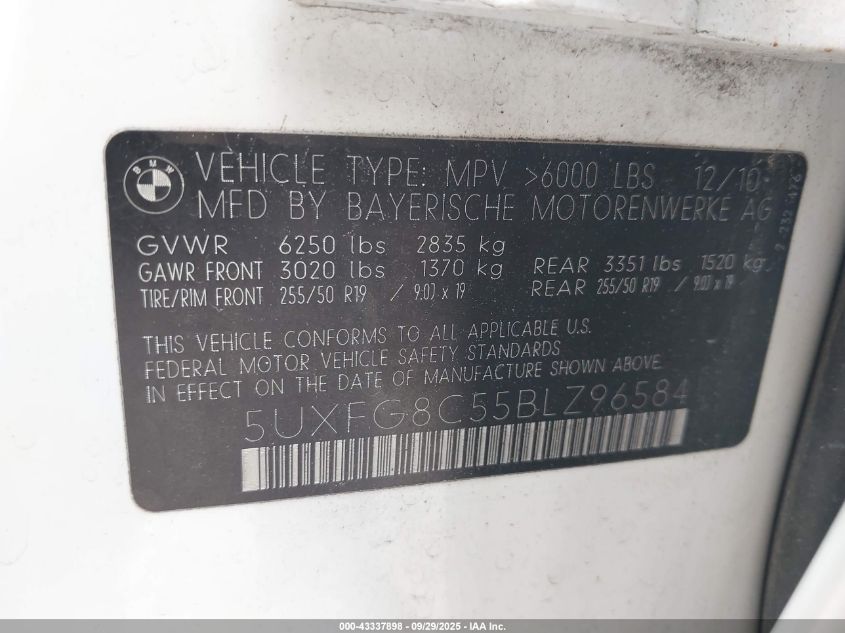 BMW
VEHICLE TYPE: MPV >6000 LBS 12/10
MFD BY BAYERISCHE MOTORENWERKE AG
GVWR 6250 lbs 2835 kg
GAWR FRONT 3020 lbs 1370 kg REAR 3351 lbs 1520 kg
TIRE/RIM FRONT 255/50 R19 / 9.0J x 19 REAR 255/50 R19 / 9.0J x 19
THIS VEHICLE CONFORMS TO ALL APPLICABLE U.S.
FEDERAL MOTOR VEHICLE SAFETY STANDARDS
IN EFFECT ON THE DATE OF MANUFACTURE SHOWN ABOVE.
5UXFG8C55BLZ96584
000-43337898 - 09/29/2025 - IAA Inc.